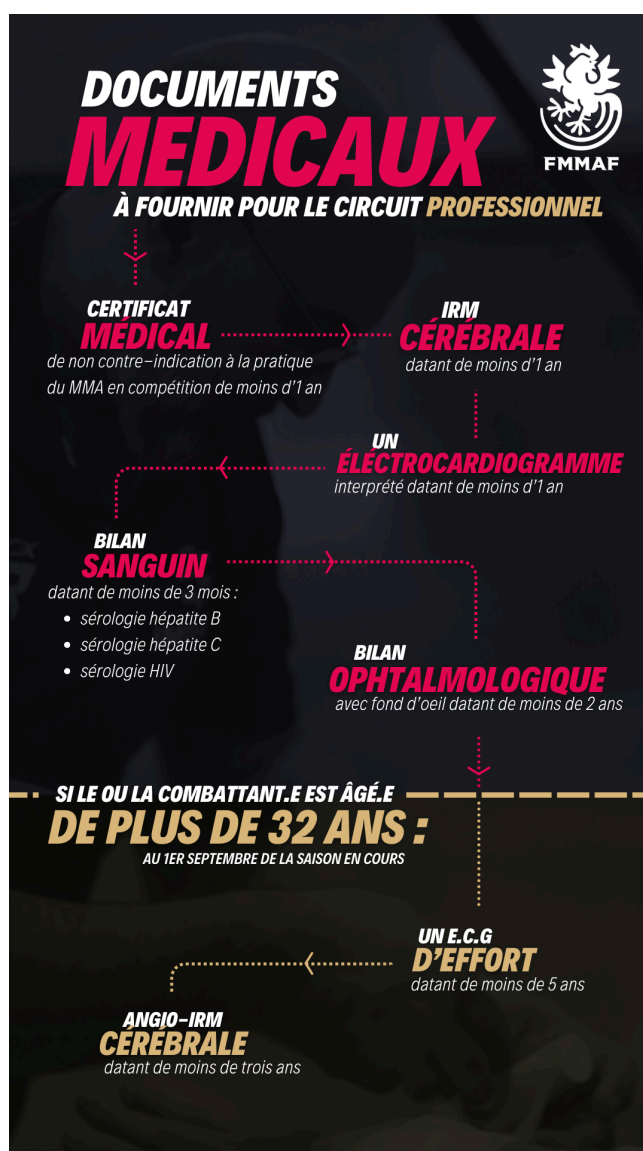 DOCUMENTS
MEDICAUX
FMMAF
À FOURNIR POUR LE CIRCUIT PROFESSIONNEL
CERTIFICAT
MÉDICAL
de non contre-indication à la pratique
du MMA en compétition de moins d'1 an
IRM
CÉRÉBRALE
datant de moins d'1 an
UN
ÉLÉCTROCARDIOGRAMME
interprété datant de moins d'1 an
BILAN
SANGUIN
datant de moins de 3 mois :
• sérologie hépatite B
• sérologie hépatite C
• sérologie HIV
BILAN
OPHTALMOLOGIQUE
avec fond d'oeil datant de moins de 2 ans
SI LE OU LA COMBATTANT.E EST ÂGÉ.E
DE PLUS DE 32 ANS :
AU 1ER SEPTEMBRE DE LA SAISON EN COURS
UN E.C.G
D'EFFORT
datant de moins de 5 ans
ANGIO-IRM
CÉRÉBRALE
datant de moins de trois ans